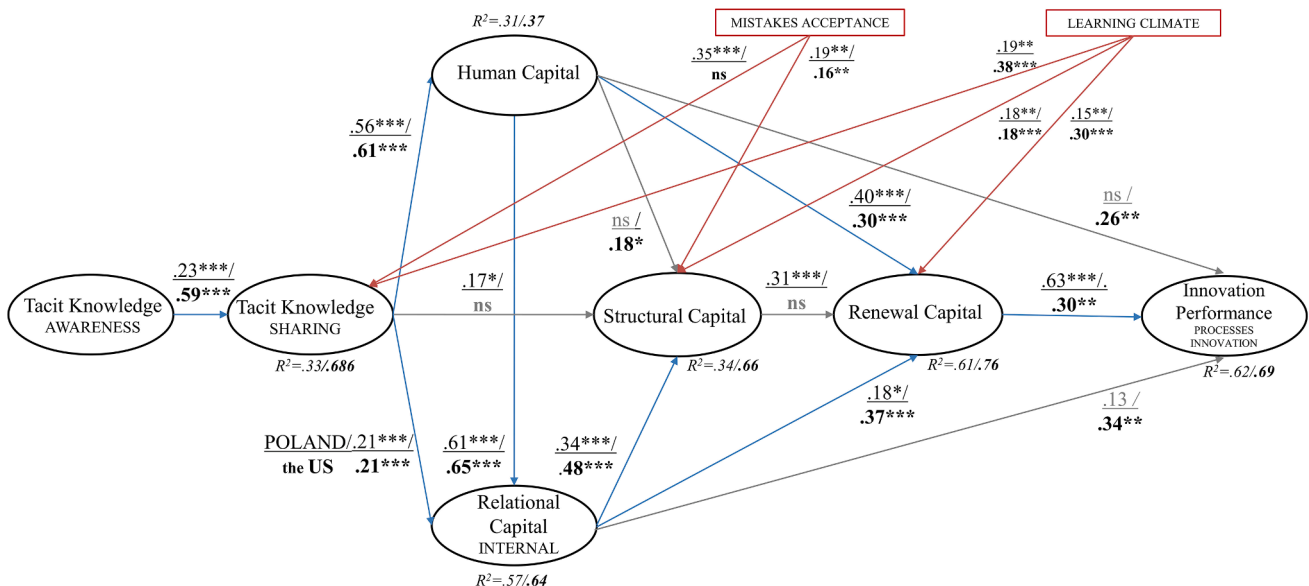 R²=.31/.37
MISTAKES ACCEPTANCE
LEARNING CLIMATE
Human Capital
.35***/
ns
.19**/
.16**
.19**
.38***
.18**/
.18***
.15**/
.30***
.56***/
.61***
.40***/
.30***
ns /
.26**
ns /
.18*
.23***/
.59***
.17*/
ns
.31***/
ns
.63***/.
.30**
Tacit Knowledge
AWARENESS
Tacit Knowledge
SHARING
Structural Capital
Renewal Capital
Innovation
Performance
PROCESSES
INNOVATION
R²=.33/.686
R²=.34/.66
R²=.61/.76
R²=.62/.69
.18*/
.37***
.13 /
.34**
POLAND/.21***/
the US .21***
.61***/
.65***
.34***/
.48***
Relational
Capital
INTERNAL
R²=.57/.64